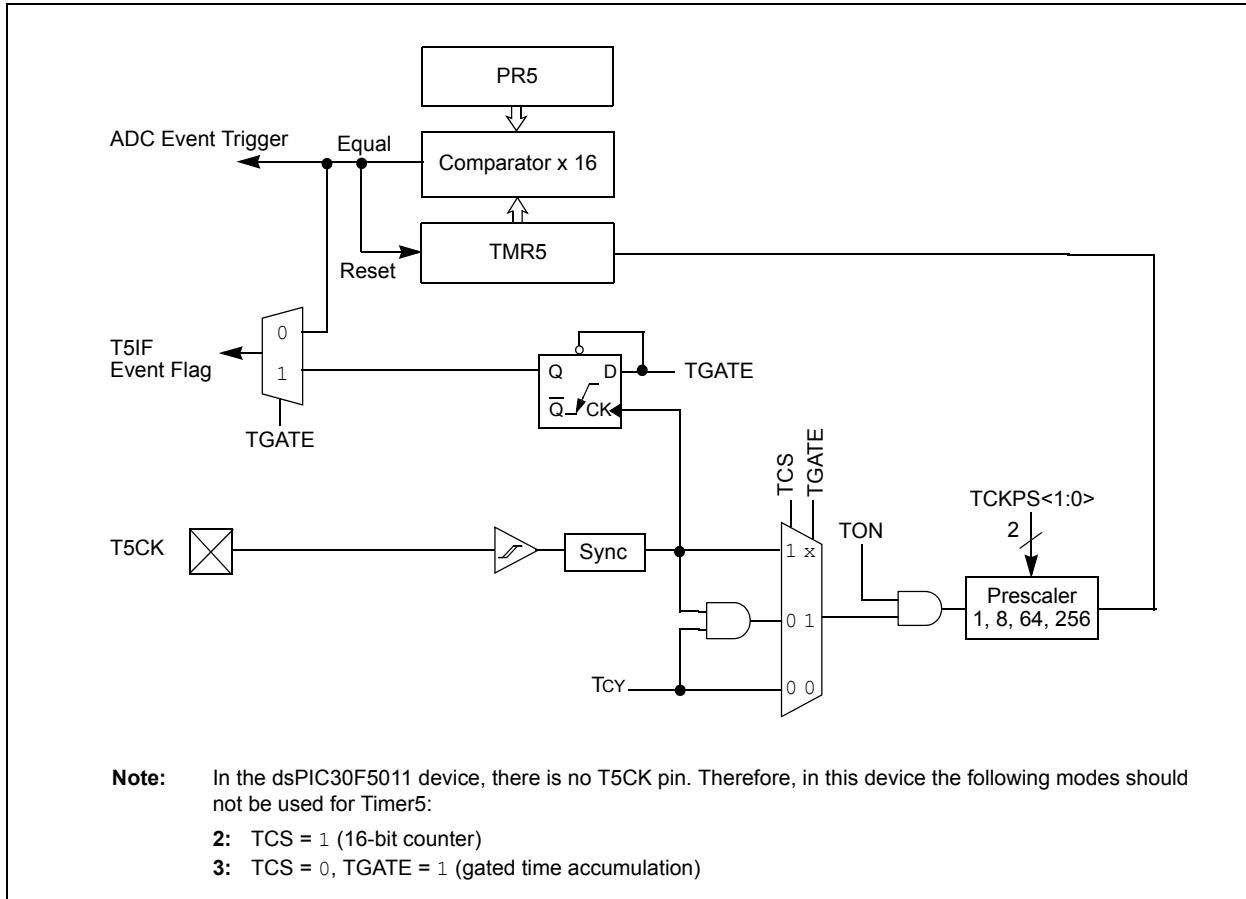 PR5
ADC Event Trigger
Equal
Comparator x 16
TMR5
Reset
0
T5IF
Event Flag
1
TGATE
Q
D
Q
CK
TGATE
TCS
TGATE
TCKPS<1:0>
2
T5CK
Sync
1 x
TON
Prescaler
1, 8, 64, 256
0 1
TCY
0 0
Note: In the dsPIC30F5011 device, there is no T5CK pin. Therefore, in this device the following modes should
not be used for Timer5:
2: TCS = 1 (16-bit counter)
3: TCS = 0, TGATE = 1 (gated time accumulation)